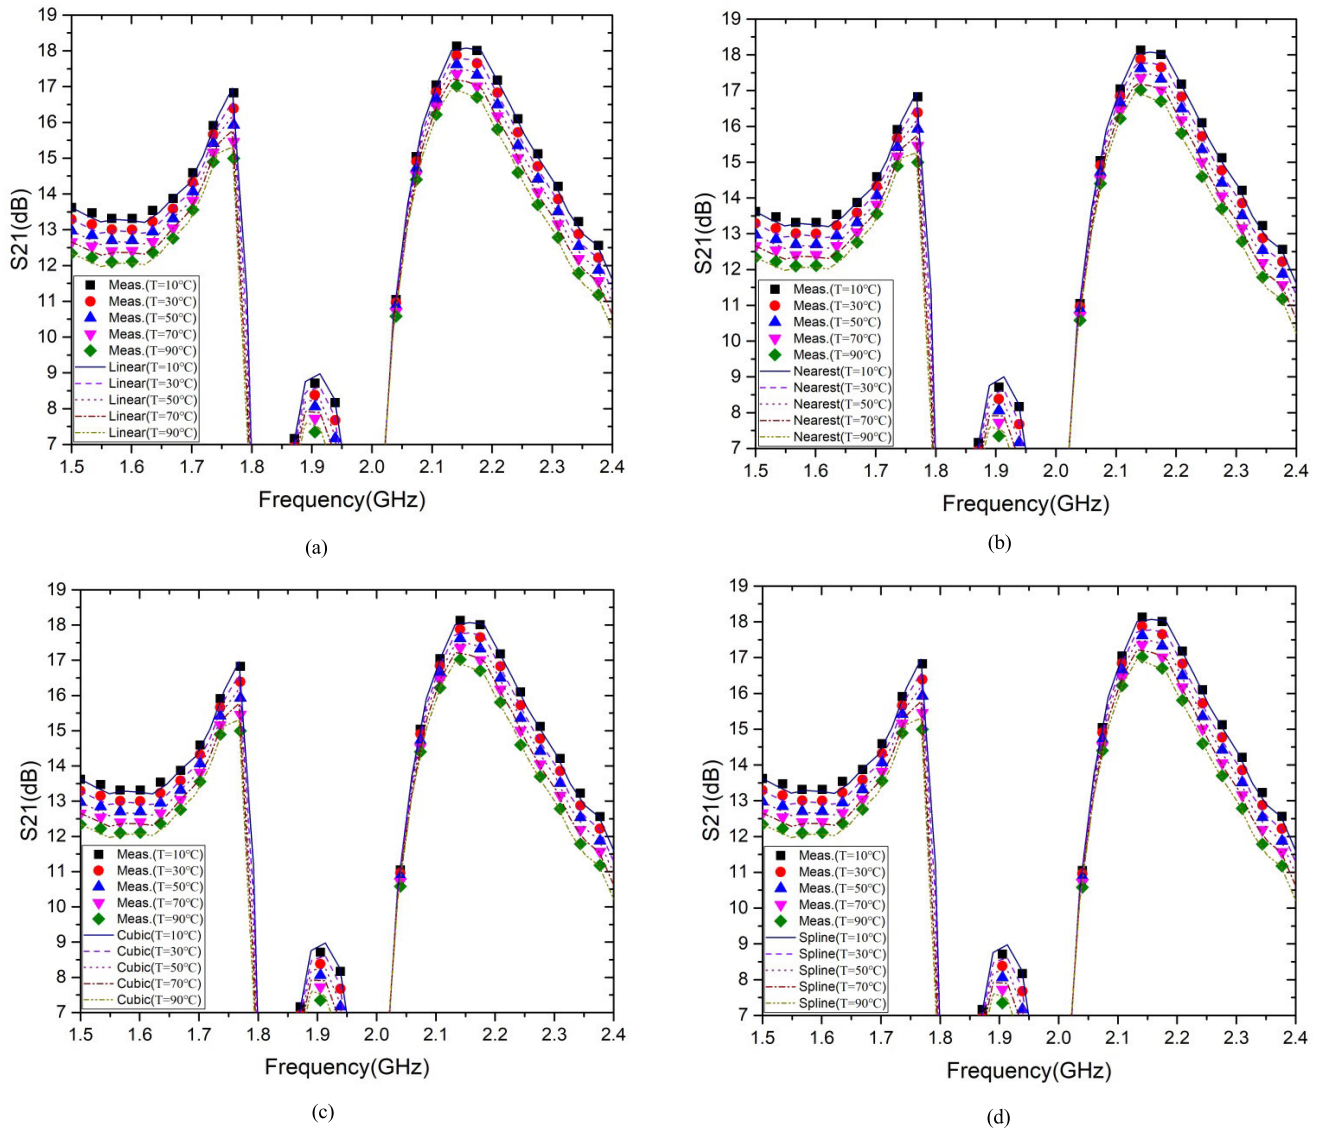 19
18
17
16
15
14
13
12
11
10
9
8
7
S21(dB)
Meas.(T=10℃)
Meas.(T=30℃)
Meas.(T=50℃)
Meas.(T=70℃)
Meas.(T=90℃)
Linear(T=10℃)
Linear(T=30℃)
Linear(T=50℃)
Linear(T=70℃)
Linear(T=90℃)
1.5 1.6 1.7 1.8 1.9 2.0 2.1 2.2 2.3 2.4
Frequency(GHz)
(a)
19
18
17
16
15
14
13
12
11
10
9
8
7
S21(dB)
Meas.(T=10℃)
Meas.(T=30℃)
Meas.(T=50℃)
Meas.(T=70℃)
Meas.(T=90℃)
Nearest(T=10℃)
Nearest(T=30℃)
Nearest(T=50℃)
Nearest(T=70℃)
Nearest(T=90℃)
1.5 1.6 1.7 1.8 1.9 2.0 2.1 2.2 2.3 2.4
Frequency(GHz)
(b)
19
18
17
16
15
14
13
12
11
10
9
8
7
S21(dB)
Meas.(T=10℃)
Meas.(T=30℃)
Meas.(T=50℃)
Meas.(T=70℃)
Meas.(T=90℃)
Cubic(T=10℃)
Cubic(T=30℃)
Cubic(T=50℃)
Cubic(T=70℃)
Cubic(T=90℃)
1.5 1.6 1.7 1.8 1.9 2.0 2.1 2.2 2.3 2.4
Frequency(GHz)
(c)
19
18
17
16
15
14
13
12
11
10
9
8
7
S21(dB)
Meas.(T=10℃)
Meas.(T=30℃)
Meas.(T=50℃)
Meas.(T=70℃)
Meas.(T=90℃)
Spline(T=10℃)
Spline(T=30℃)
Spline(T=50℃)
Spline(T=70℃)
Spline(T=90℃)
1.5 1.6 1.7 1.8 1.9 2.0 2.1 2.2 2.3 2.4
Frequency(GHz)
(d)